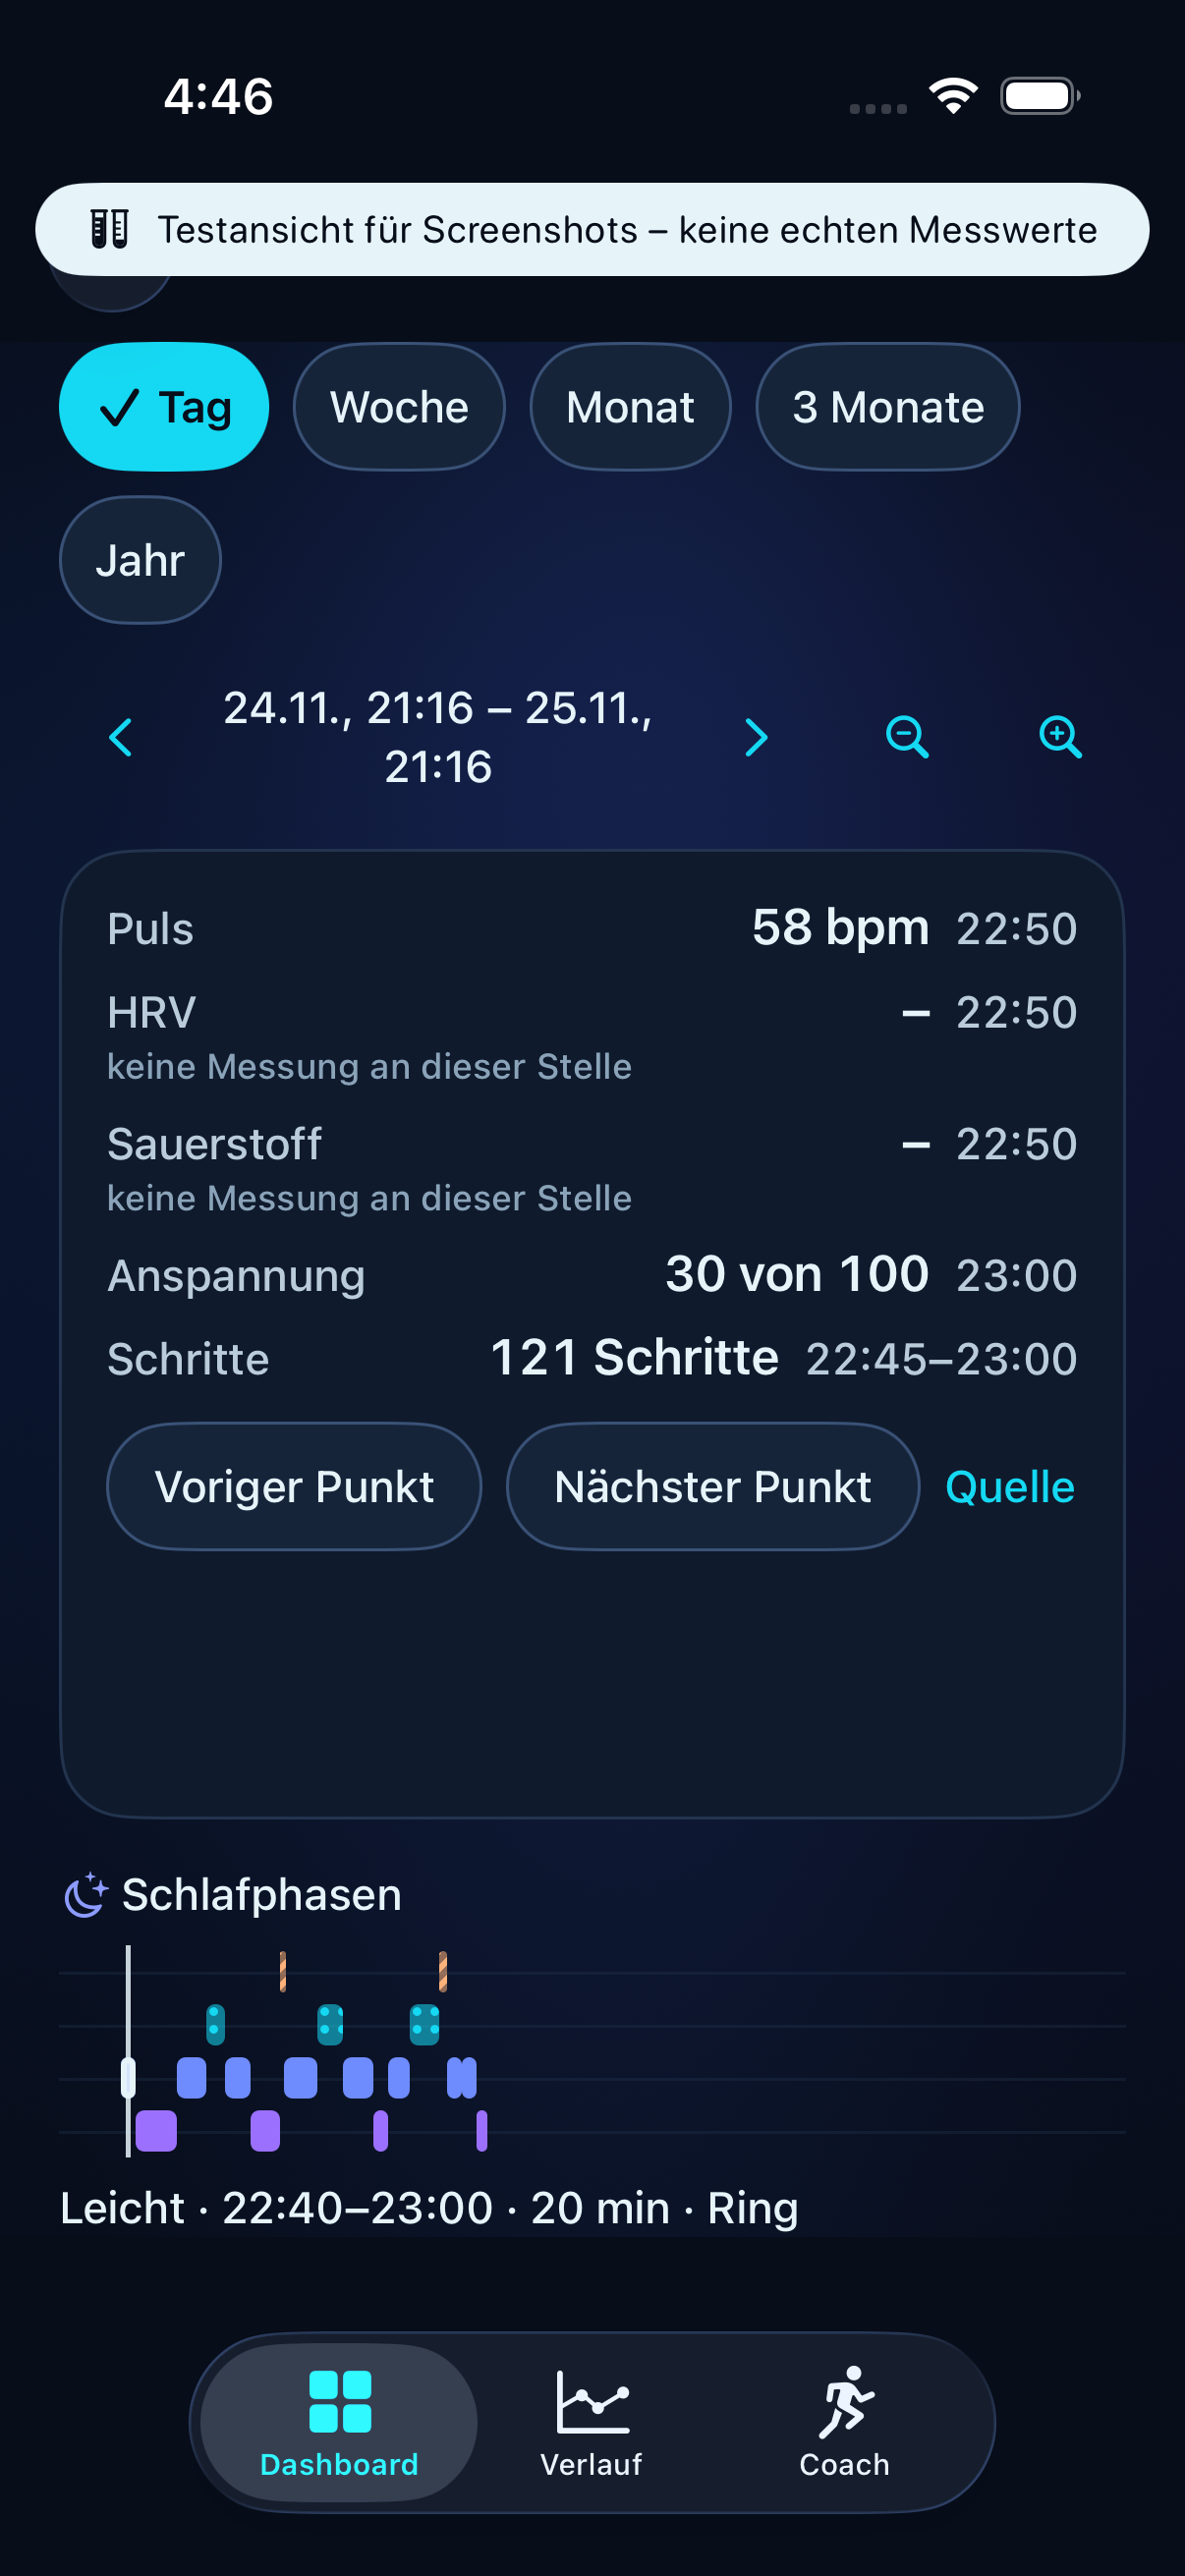 4:46
Testansicht für Screenshots – keine echten Messwerte
Tag
Woche
Monat
3 Monate
Jahr
24.11., 21:16 – 25.11.,
21:16
Puls 58 bpm 22:50
HRV – 22:50
keine Messung an dieser Stelle
Sauerstoff – 22:50
keine Messung an dieser Stelle
Anspannung 30 von 100 23:00
Schritte 121 Schritte 22:45–23:00
Voriger Punkt
Nächster Punkt
Quelle
Schlafphasen
Leicht · 22:40–23:00 · 20 min · Ring
Dashboard
Verlauf
Coach